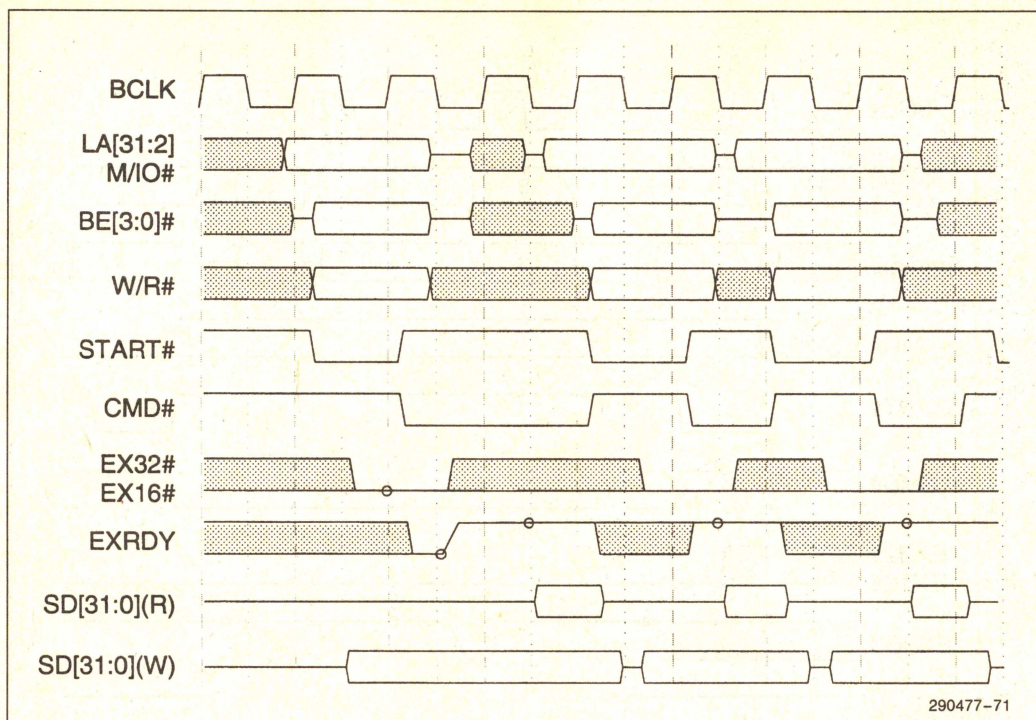 BCLK
LA[31:2]
M/IO#
BE[3:0]#
W/R#
START#
CMD#
EX32#
EX16#
EXRDY
SD[31:0](R)
SD[31:0](W)
290477-71